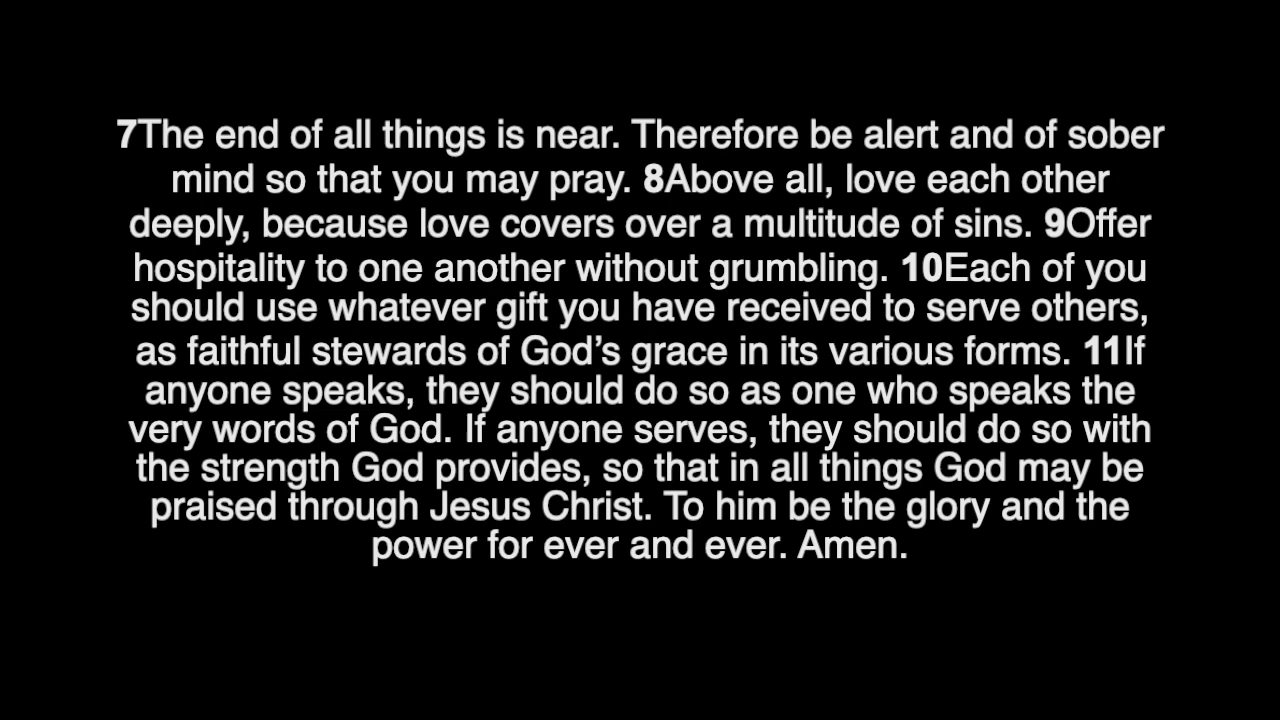 7The end of all things is near. Therefore be alert and of sober
mind so that you may pray. 8Above all, love each other
deeply, because love covers over a multitude of sins. 9Offer
hospitality to one another without grumbling. 10Each of you
should use whatever gift you have received to serve others,
as faithful stewards of God’s grace in its various forms. 11If
anyone speaks, they should do so as one who speaks the
very words of God. If anyone serves, they should do so with
the strength God provides, so that in all things God may be
praised through Jesus Christ. To him be the glory and the
power for ever and ever. Amen.